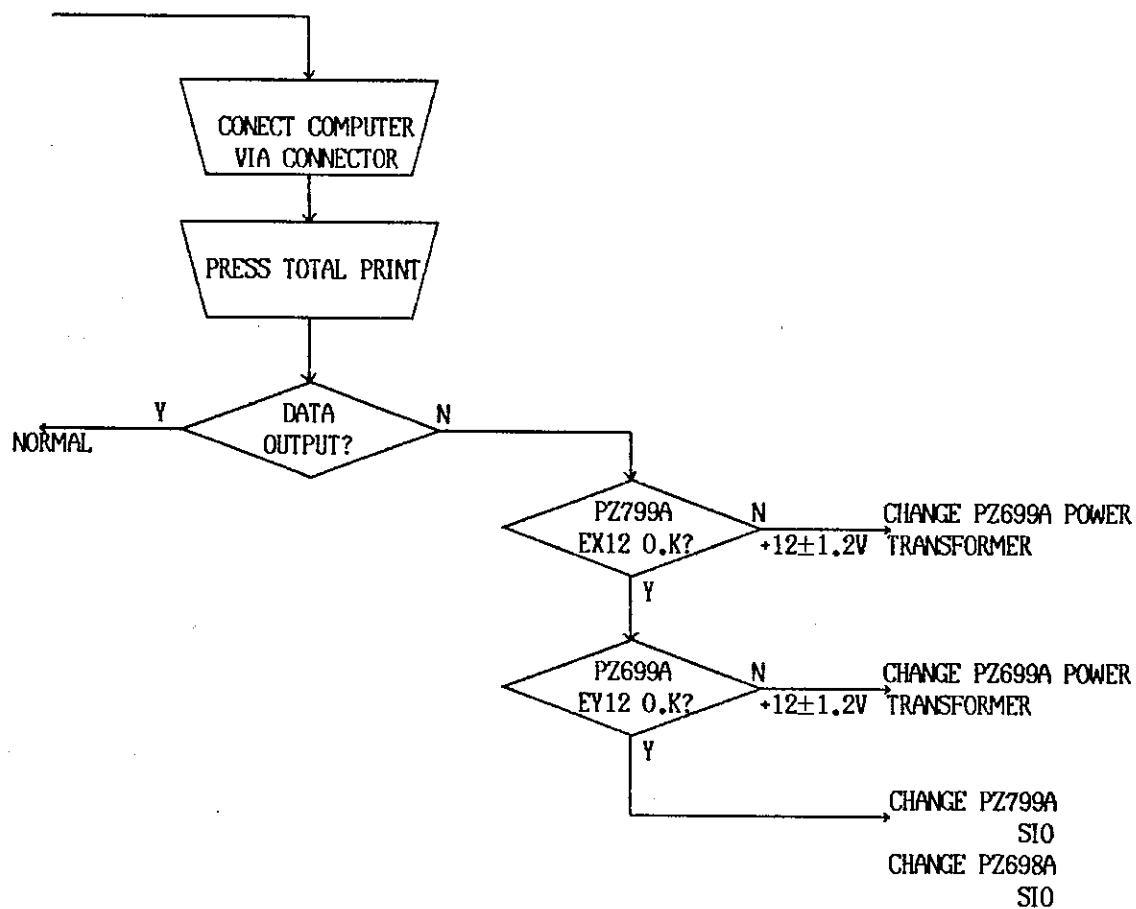 CONECT COMPUTER
VIA CONNECTOR
PRESS TOTAL PRINT
Y
DATA
OUTPUT?
N
NORMAL
PZ799A
EX12 O.K?
N
+12±1.2V
CHANGE PZ699A POWER
TRANSFORMER
Y
PZ699A
EY12 O.K?
N
+12±1.2V
CHANGE PZ699A POWER
TRANSFORMER
Y
CHANGE PZ799A
SIO
CHANGE PZ698A
SIO